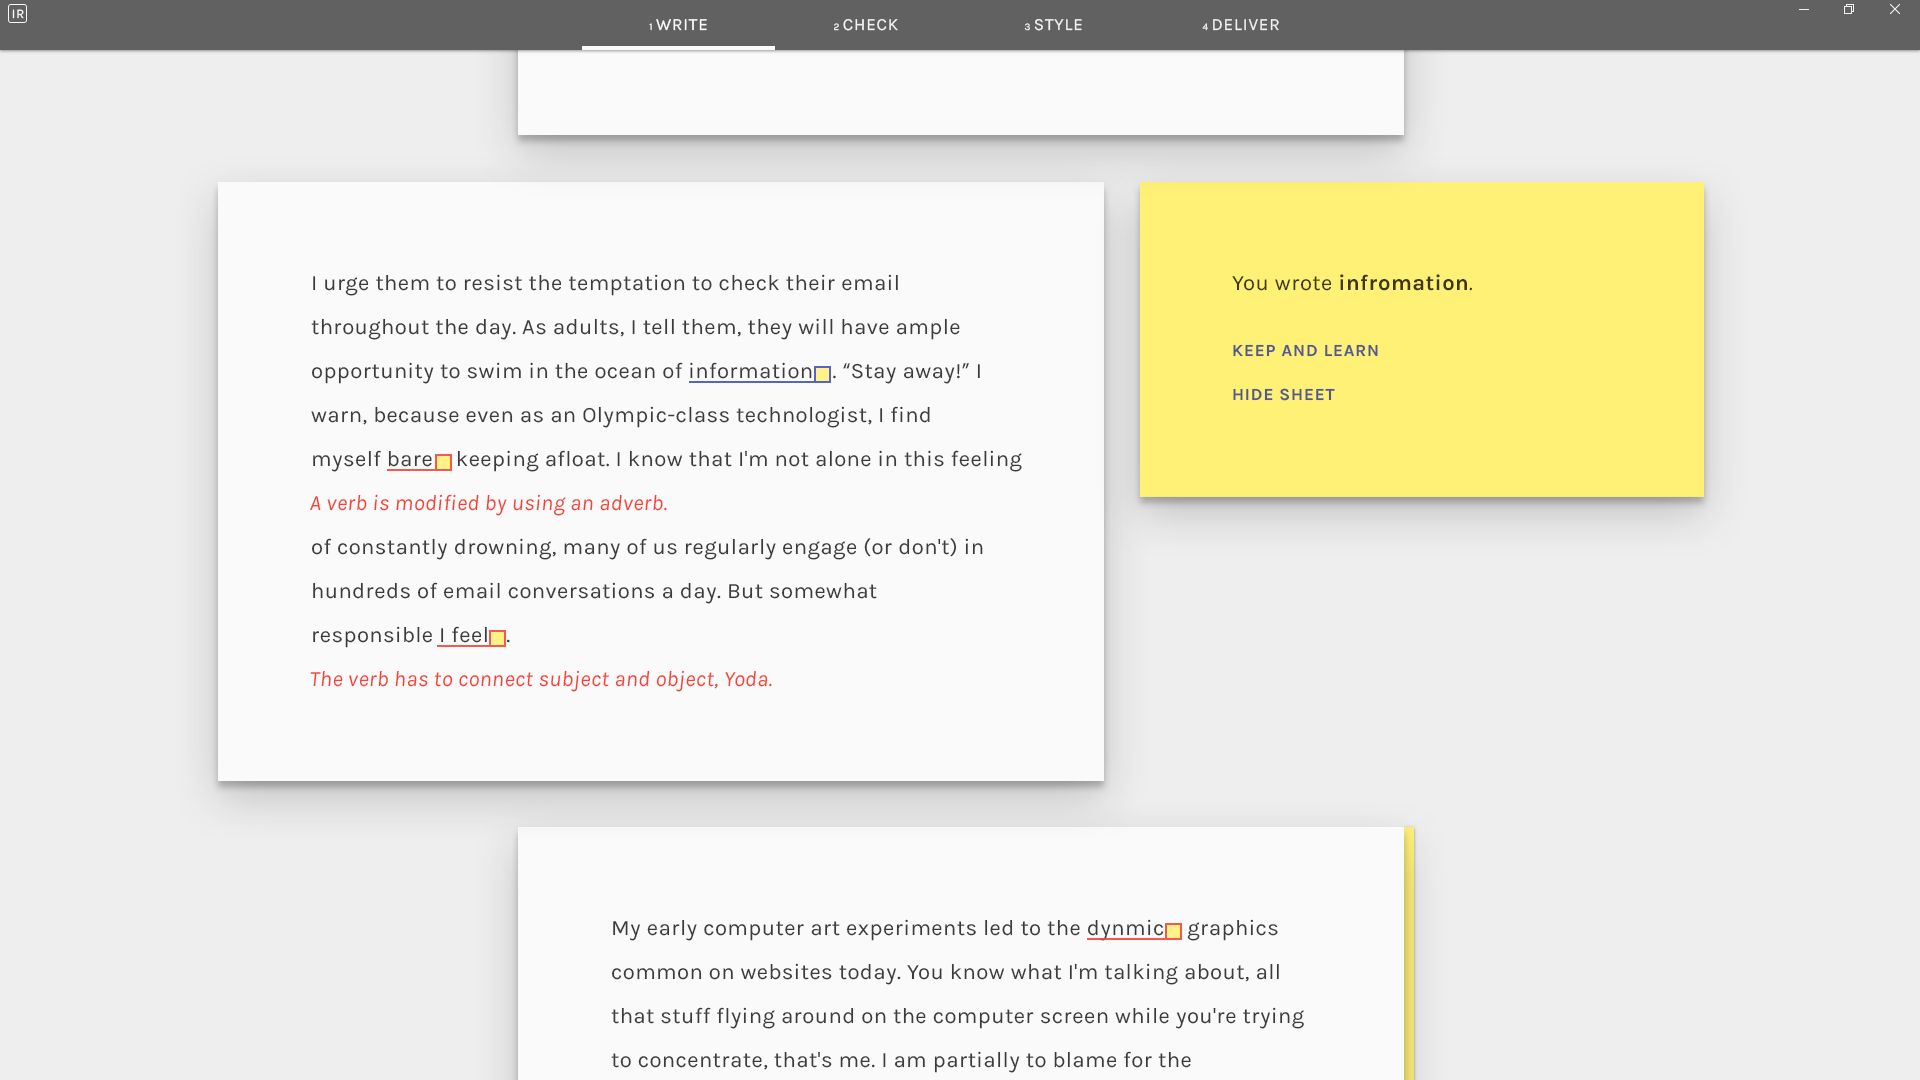 IR
1 WRITE
2 CHECK
3 STYLE
4 DELIVER
I urge them to resist the temptation to check their email
throughout the day. As adults, I tell them, they will have ample
opportunity to swim in the ocean of information. “Stay away!” I
warn, because even as an Olympic-class technologist, I find
myself bare keeping afloat. I know that I'm not alone in this feeling
A verb is modified by using an adverb.
of constantly drowning, many of us regularly engage (or don't) in
hundreds of email conversations a day. But somewhat
responsible I feel.
The verb has to connect subject and object, Yoda.
You wrote infromation.
KEEP AND LEARN
HIDE SHEET
My early computer art experiments led to the dynmic graphics
common on websites today. You know what I'm talking about, all
that stuff flying around on the computer screen while you're trying
to concentrate, that's me. I am partially to blame for the